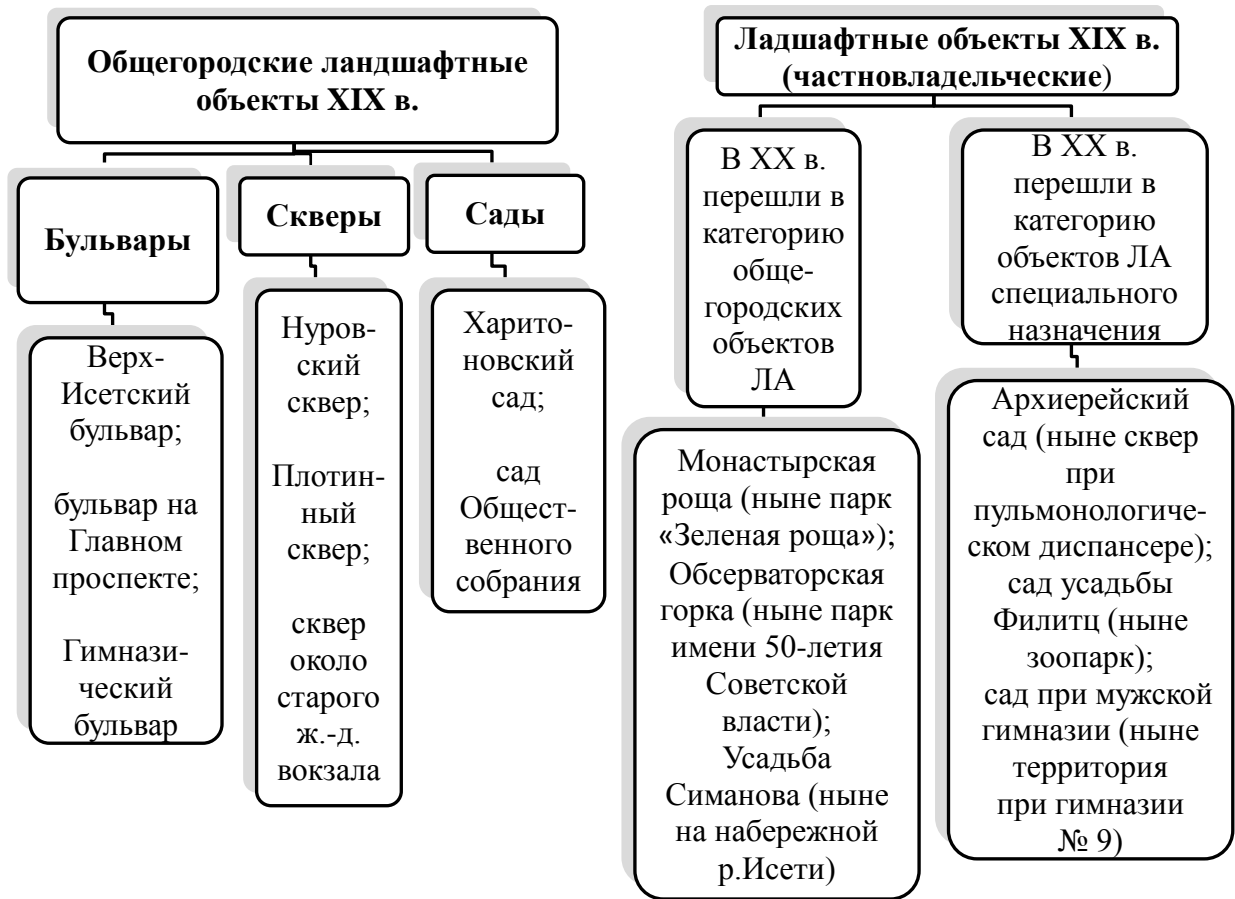 Общегородские ландшафтные
объекты XIX в.
Бульвары
Скверы
Сады
Верх-
Исетский
бульвар;
бульвар на
Главном
проспекте;
Гимнази-
ческий
бульвар
Нуров-
ский
сквер;
Плотин-
ный
сквер;
сквер
около
старого
ж.-д.
вокзала
Харито-
новский
сад;
сад
Общест-
венного
собрания
Ладшафтные объекты XIX в.
(частновладельческие)
В XX в.
перешли в
категорию
обще-
городских
объектов
ЛА
В XX в.
перешли в
категорию
объектов ЛА
специального
назначения
Монастырская
роща (ныне парк
«Зеленая роща»);
Обсерваторская
горка (ныне парк
имени 50-летия
Советской
власти);
Усадьба
Симанова (ныне
на набережной
р.Исети)
Архиерейский
сад (ныне сквер
при
пульмонологиче-
ском диспансере);
сад усадьбы
Филитц (ныне
зоопарк);
сад при мужской
гимназии (ныне
территория
при гимназии
№ 9)